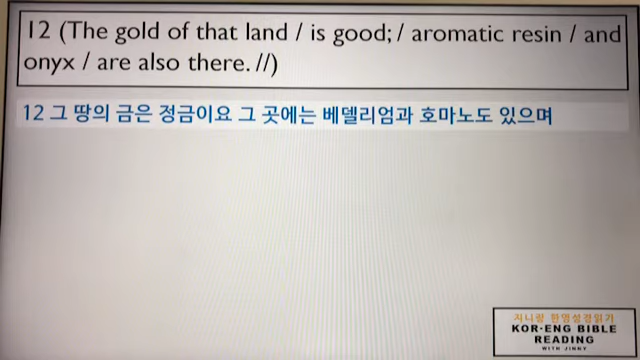 12 (The gold of that land / is good; / aromatic resin / and
onyx / are also there. //)
12 그 땅의 금은 정금이요 그 곳에는 베델리엄과 호마노도 있으며
지니랑 한영성경읽기
KOR·ENG BIBLE
READING
WITH JINNY